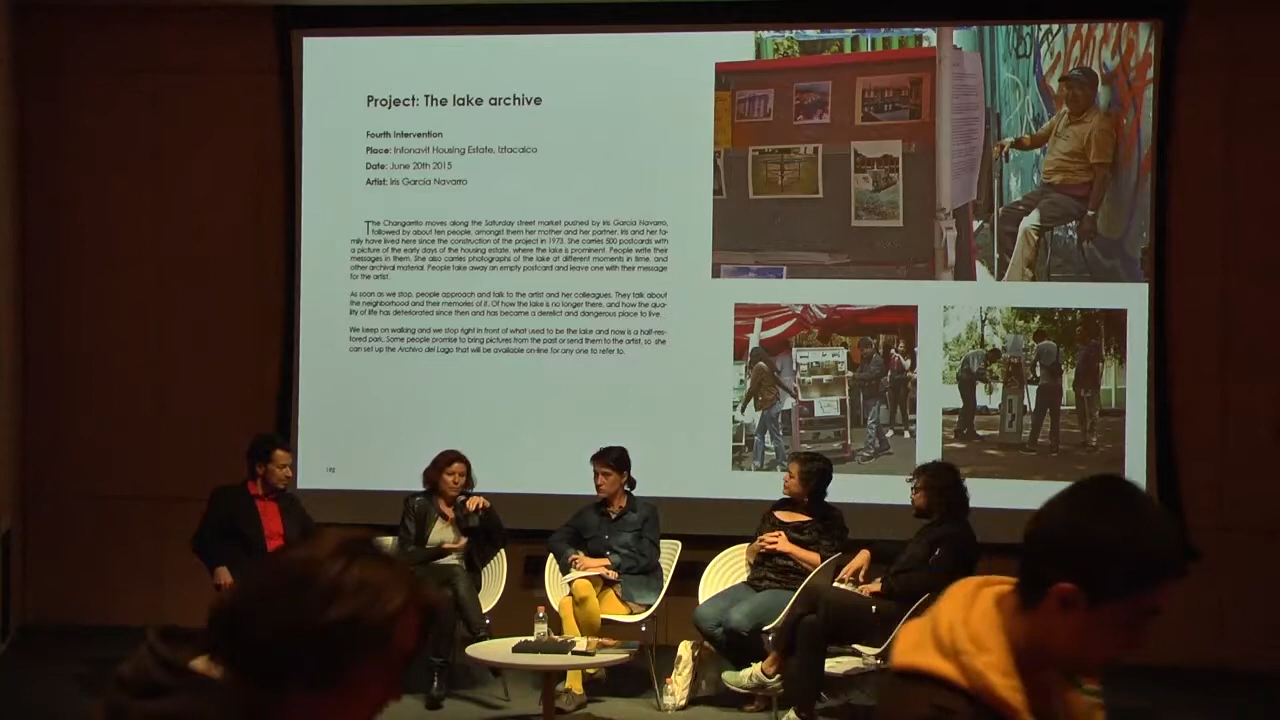 Project: The lake archive
Fourth Intervention
Place: Infonavit Housing Estate, Iztacalco
Date: June 20th 2015
Artist: Iris García Navarro
The Changarrito moves along the Saturday street market pushed by Iris García Navarro,
followed by about ten people, amongst them her mother and her partner. Iris and her fa-
mily have lived here since the construction of the project in 1973. She carries 500 postcards with
a picture of the early days of the housing estate, where the lake is prominent. People write their
messages in them. She also carries photographs of the lake at different moments in time, and
other archival material. People take away an empty postcard and leave one with their message
for the artist.
As soon as we stop, people approach and talk to the artist and her colleagues. They talk about
the neighborhood and their memories of it. Of how the lake is no longer there, and how the qua-
lity of life has deteriorated since then and has became a derelict and dangerous place to live.
We keep on walking and we stop right in front of what used to be the lake and now is a half-res-
tored park. Some people promise to bring pictures from the past or send them to the artist, so she
can set up the Archivo del Lago that will be available on-line for any one to refer to.